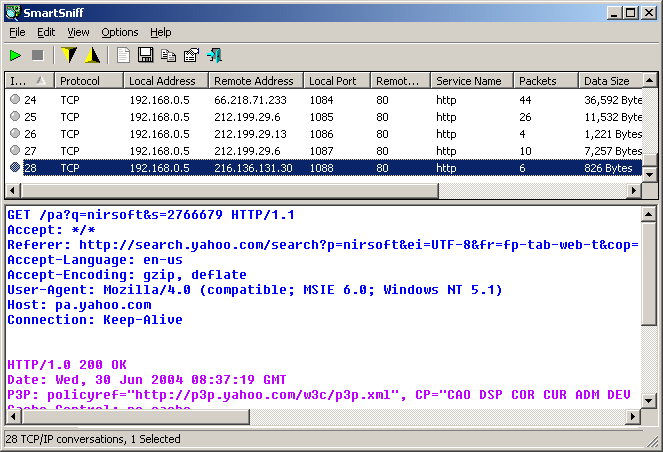 SmartSniff
File Edit View Options Help
I... Protocol Local Address Remote Address Local Port Remot... Service Name Packets Data Size
24 TCP 192.168.0.5 66.218.71.233 1084 80 http 44 36,592 Byte
25 TCP 192.168.0.5 212.199.29.6 1085 80 http 26 11,532 Byte
26 TCP 192.168.0.5 212.199.29.13 1086 80 http 4 1,221 Bytes
27 TCP 192.168.0.5 212.199.29.6 1087 80 http 10 7,257 Bytes
28 TCP 192.168.0.5 216.136.131.30 1088 80 http 6 826 Bytes
GET /pa?q=nirsoft&s=2766679 HTTP/1.1
Accept: */*
Referer: http://search.yahoo.com/search?p=nirsoft&ei=UTF-8&fr=fp-tab-web-t&cop=
Accept-Language: en-us
Accept-Encoding: gzip, deflate
User-Agent: Mozilla/4.0 (compatible; MSIE 6.0; Windows NT 5.1)
Host: pa.yahoo.com
Connection: Keep-Alive
HTTP/1.0 200 OK
Date: Wed, 30 Jun 2004 08:37:19 GMT
P3P: policyref="http://p3p.yahoo.com/w3c/p3p.xml", CP="CAO DSP COR CUR ADM DEV
Cache-Control: no-cache
28 TCP/IP conversations, 1 Selected